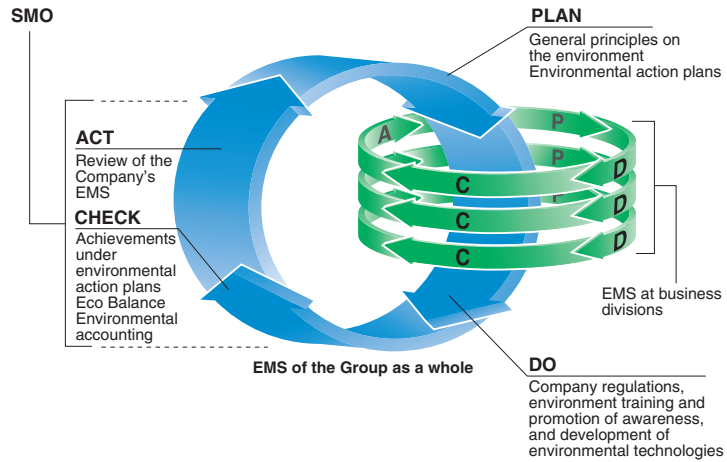 SMO
PLAN
General principles on
the environment
Environmental action plans
ACT
Review of the
Company's
EMS
CHECK
Achievements
under
environmental
action plans
Eco Balance
Environmental
accounting
A
P
P
P
C
D
C
D
C
D
EMS at business
divisions
EMS of the Group as a whole
DO
Company regulations,
environment training and
promotion of awareness,
and development of
environmental technologies